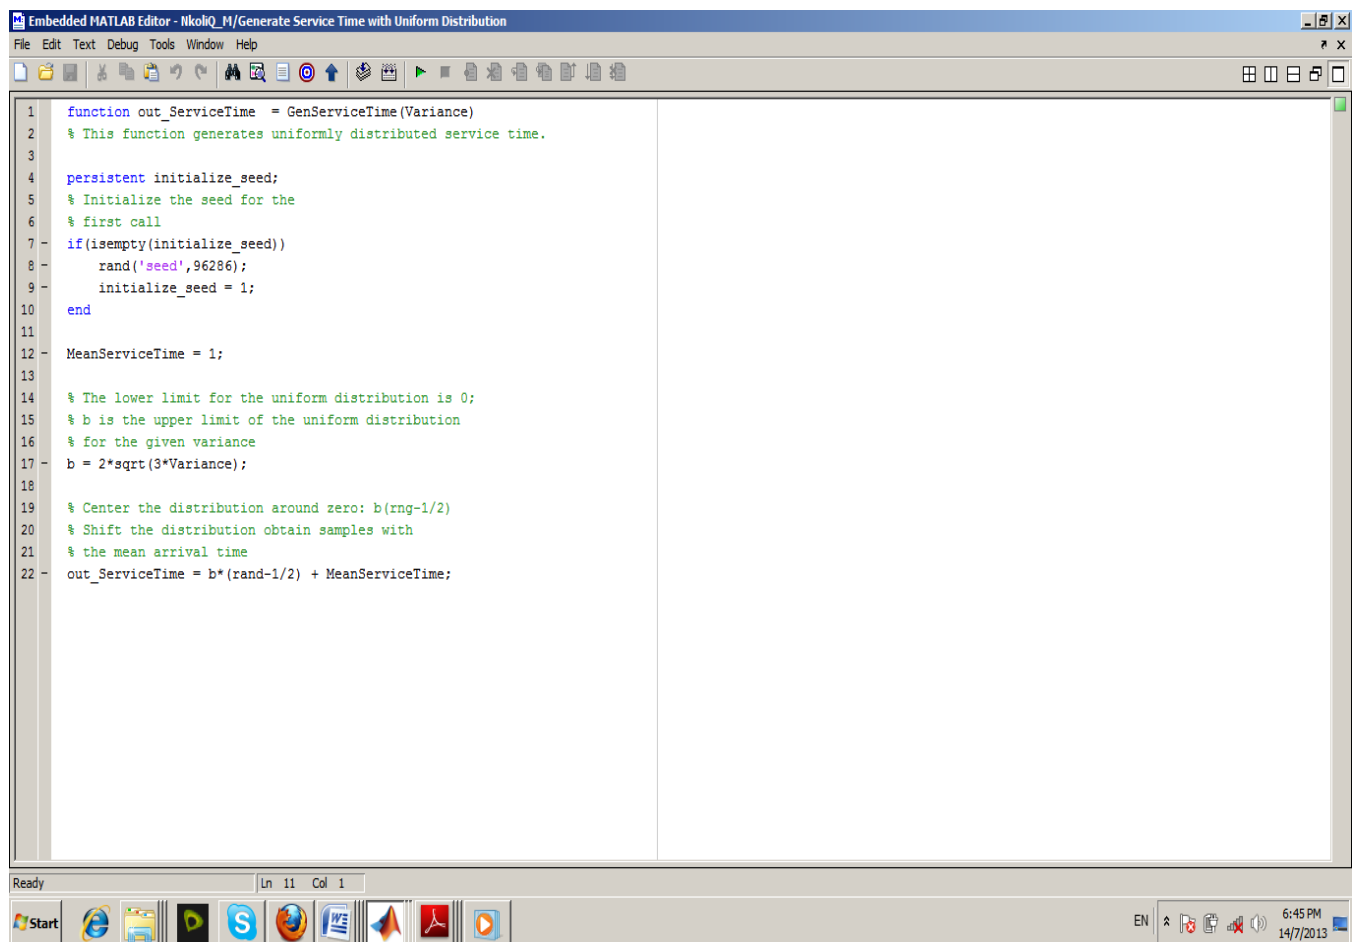 Embedded MATLAB Editor - NkoliQ_M/Generate Service Time with Uniform Distribution
File Edit Text Debug Tools Window Help
1 function out_ServiceTime  = GenServiceTime(Variance)
2 % This function generates uniformly distributed service time.
3
4 persistent initialize_seed;
5 % Initialize the seed for the
6 % first call
7 - if(isempty(initialize_seed))
8 -     rand('seed',96286);
9 -     initialize_seed = 1;
10 end
11
12 - MeanServiceTime = 1;
13
14 % The lower limit for the uniform distribution is 0;
15 % b is the upper limit of the uniform distribution
16 % for the given variance
17 - b = 2*sqrt(3*Variance);
18
19 % Center the distribution around zero: b(rng-1/2)
20 % Shift the distribution obtain samples with
21 % the mean arrival time
22 - out_ServiceTime = b*(rand-1/2) + MeanServiceTime;
Ready Ln 11 Col 1
Start EN 6:45 PM
14/7/2013